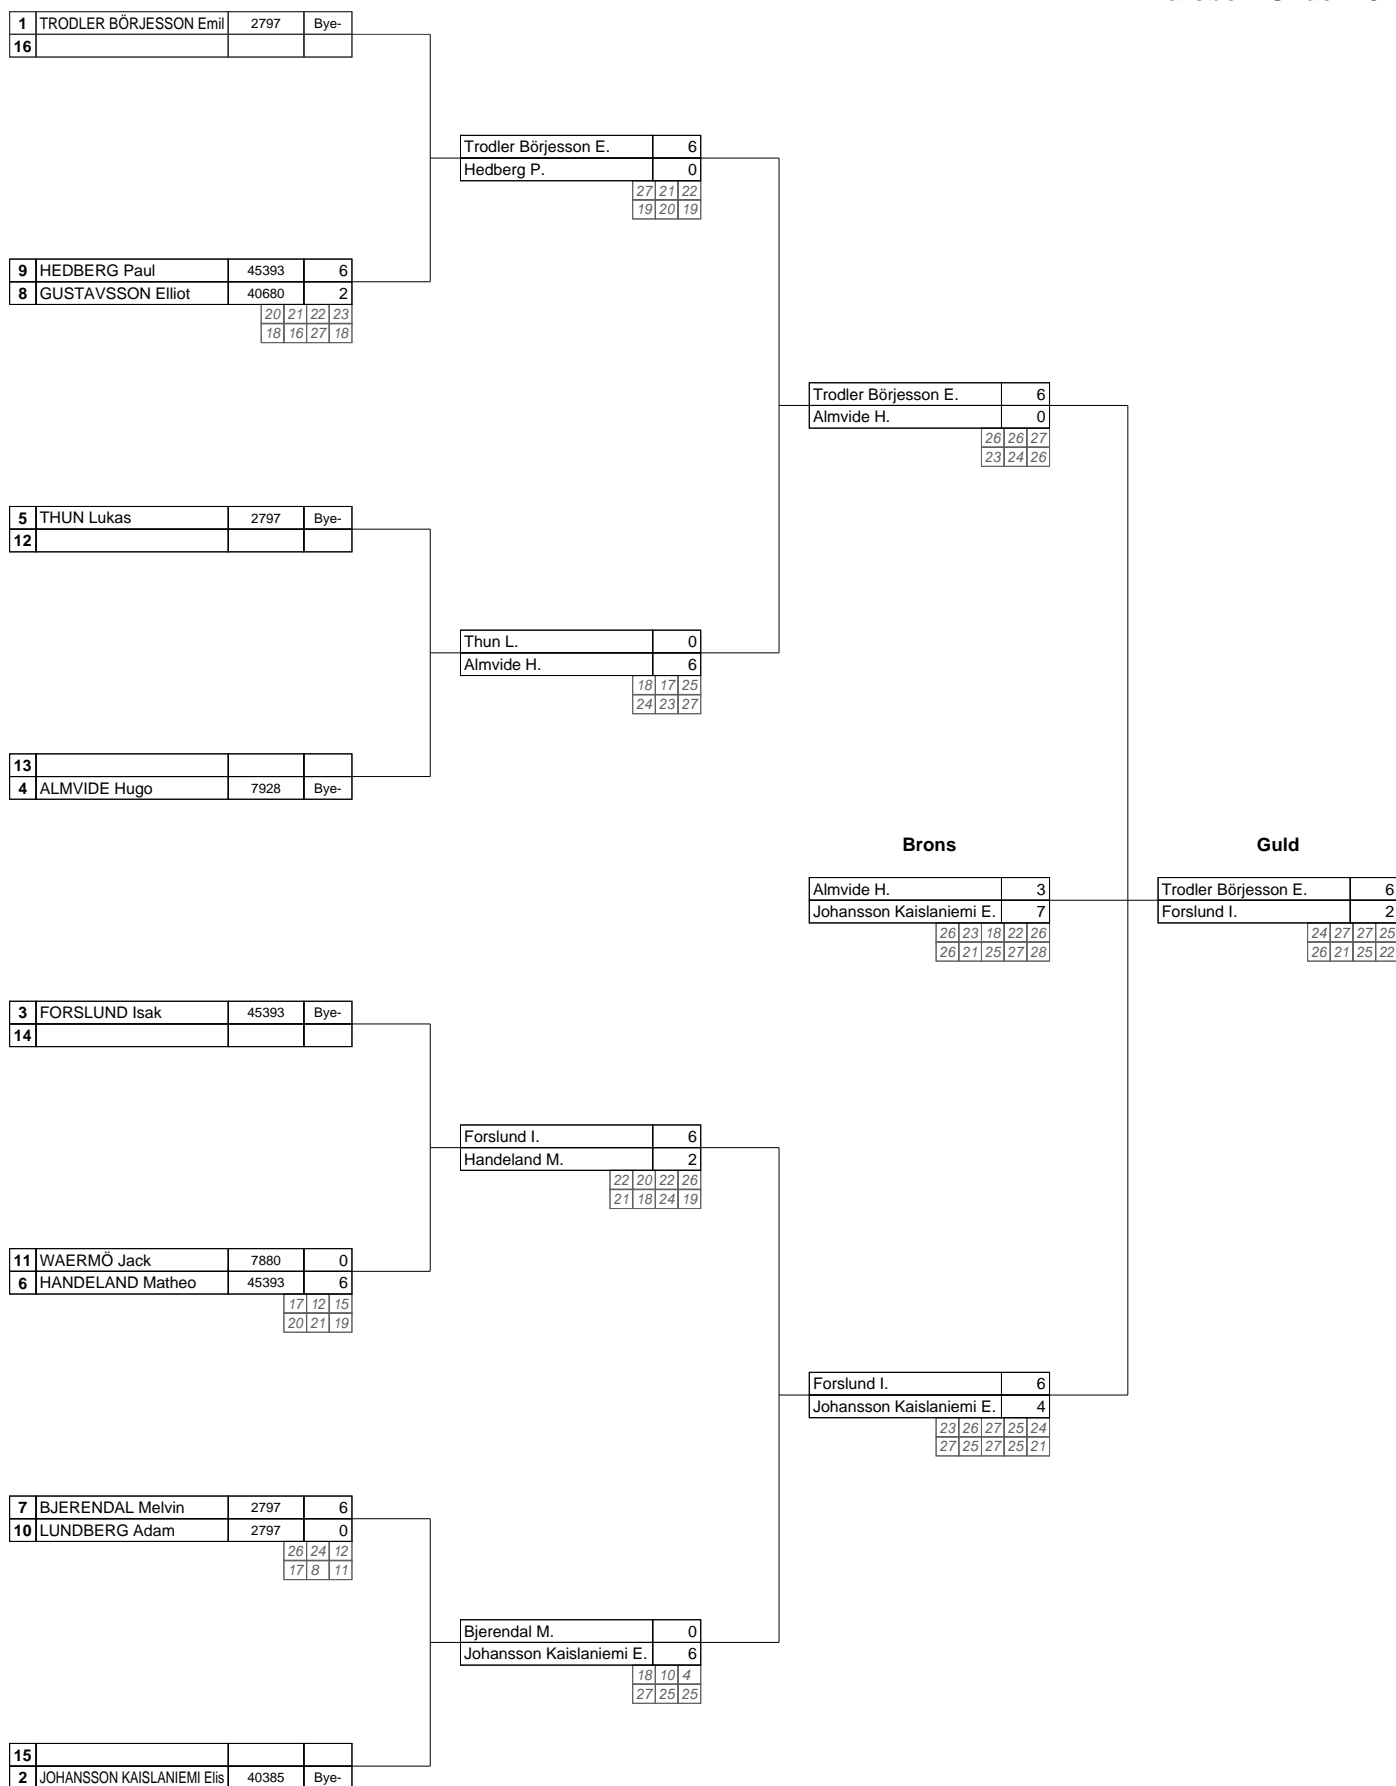 1 TRODLER BÖRJESSON Emil 2797 Bye-
16
Trodler Börjesson E. 6
Hedberg P. 0
27 21 22
19 20 19
9 HEDBERG Paul 45393 6
8 GUSTAVSSON Elliot 40680 2
20 21 22 23
18 16 27 18
Trodler Börjesson E. 6
Almvide H. 0
26 26 27
23 24 26
5 THUN Lukas 2797 Bye-
12
Thun L. 0
Almvide H. 6
18 17 25
24 23 27
13
4 ALMVIDE Hugo 7928 Bye-
Brons Guld
Almvide H. 3 Trodler Börjesson E. 6
Johansson Kaislaniemi E. 7 Forslund I. 2
26 23 18 22 26 24 27 27 25
26 21 25 27 28 26 21 25 22
3 FORSLUND Isak 45393 Bye-
14
Forslund I. 6
Handeland M. 2
22 20 22 26
21 18 24 19
11 WAERMÖ Jack 7880 0
6 HANDELAND Matheo 45393 6
17 12 15
20 21 19
Forslund I. 6
Johansson Kaislaniemi E. 4
23 26 27 25 24
27 25 27 25 21
7 BJERENDAL Melvin 2797 6
10 LUNDBERG Adam 2797 0
26 24 12
17 8 11
Bjerendal M. 0
Johansson Kaislaniemi E. 6
18 10 4
27 25 25
15
2 JOHANSSON KAISLANIEMI Elis 40385 Bye-